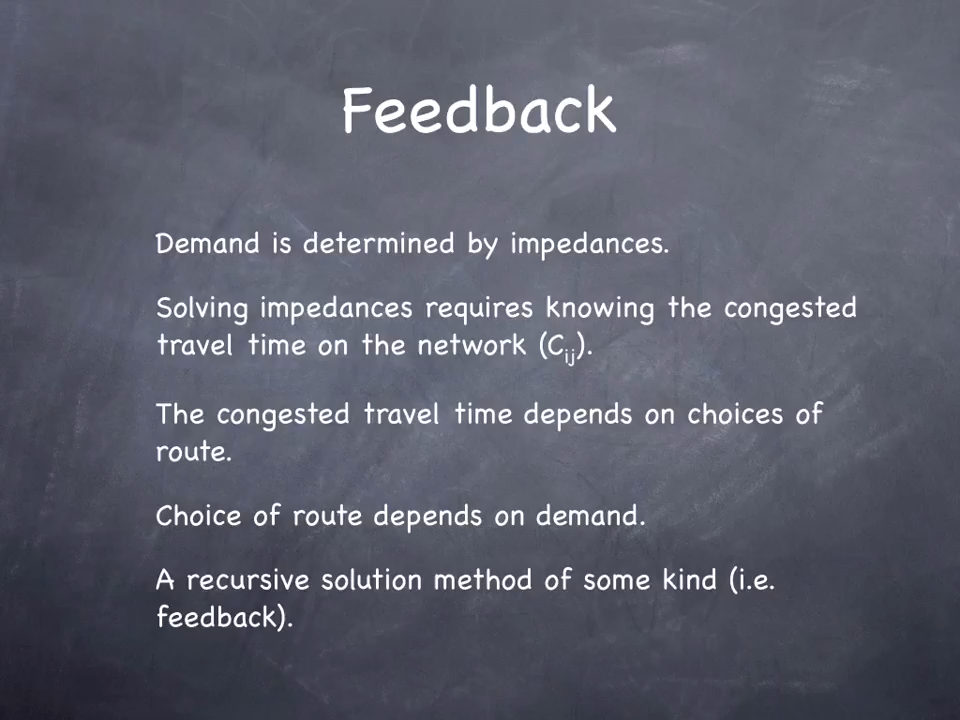 Feedback
Demand is determined by impedances.
Solving impedances requires knowing the congested
travel time on the network (Cij).
The congested travel time depends on choices of
route.
Choice of route depends on demand.
A recursive solution method of some kind (i.e.
feedback).